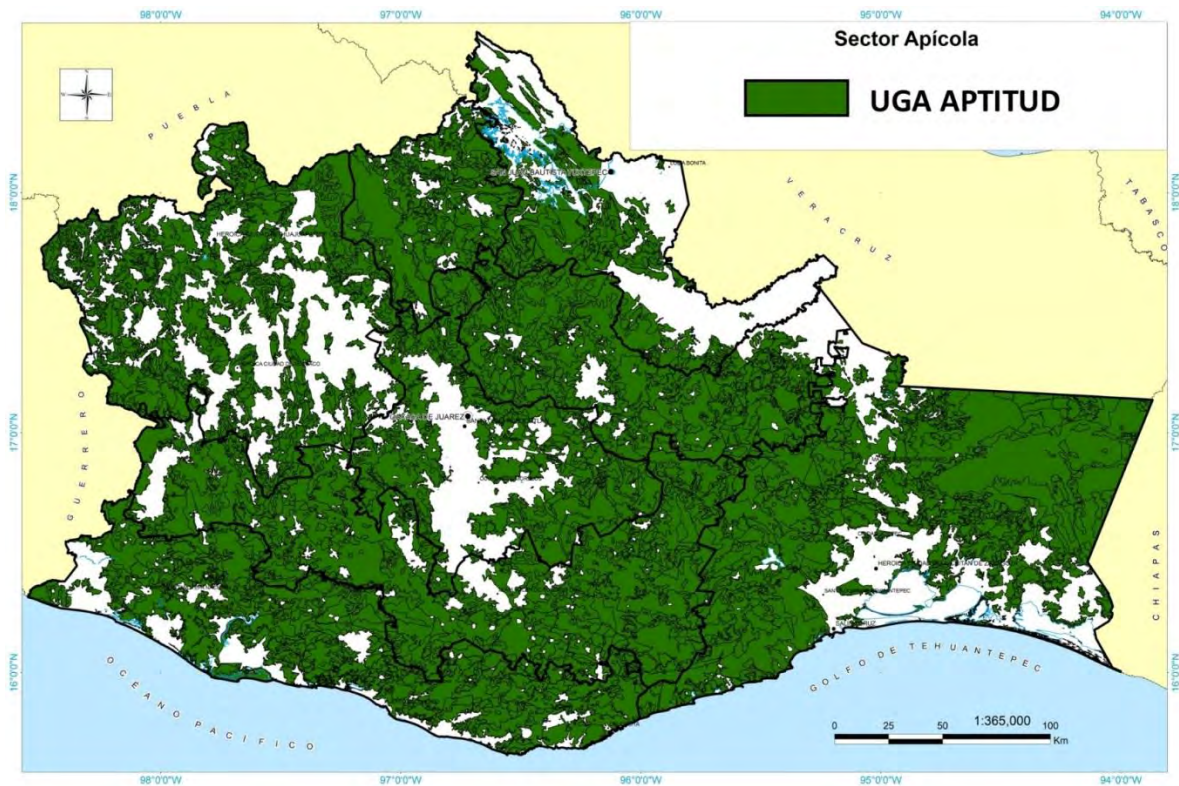 98°0'0"W 97°0'0"W 96°0'0"W 95°0'0"W 94°0'0"W
Sector Apícola
UGA APTITUD
N
PUEBLA
VERACRUZ
TABASCO
18°0'0"N 18°0'0"N
GUERRERO
17°0'0"N 17°0'0"N
CHIAPAS
16°0'0"N 16°0'0"N
GOLFO DE TEHUANTEPEC
OCEANO PACIFICO
1:365,000
0 25 50 100
Km
98°0'0"W 97°0'0"W 96°0'0"W 95°0'0"W 94°0'0"W